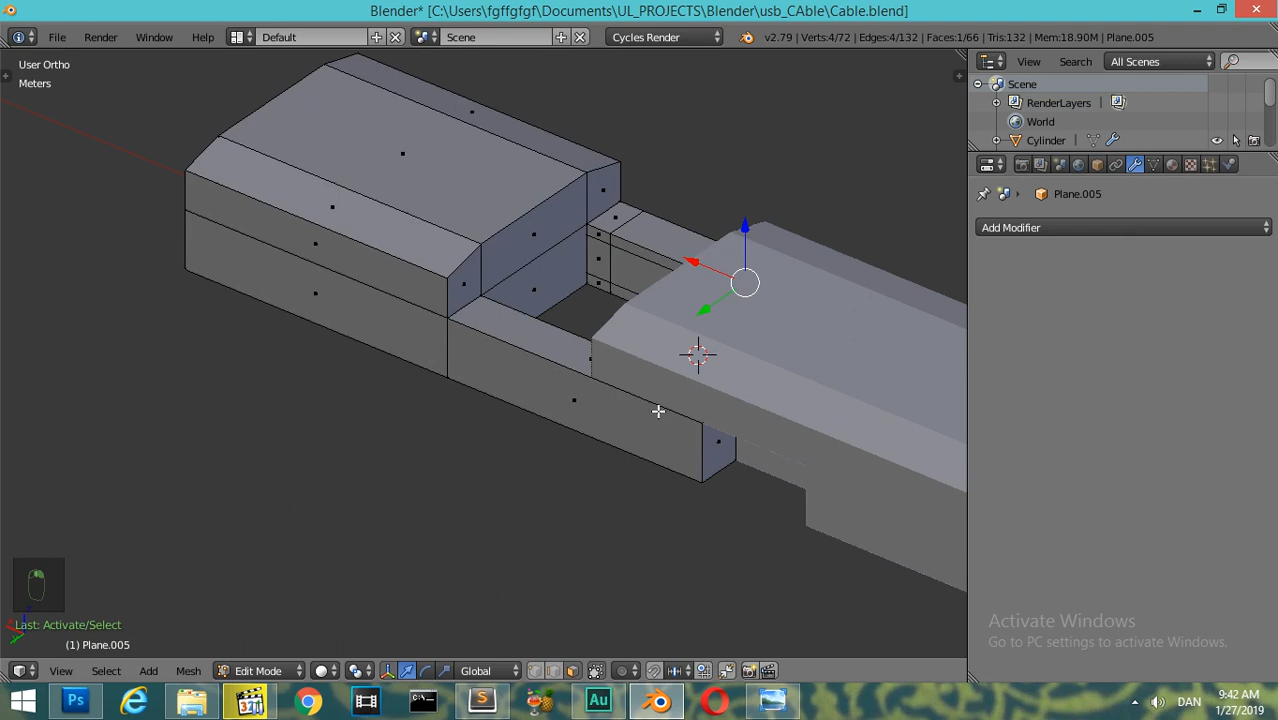 Blender* [C:\Users\fgffgfgf\Documents\UL_PROJECTS\Blender\usb_CAble\Cable.blend]
File Render Window Help Default Scene Cycles Render v2.79 | Verts:4/72 | Edges:4/132 | Faces:1/66 | Tris:132 | Mem:18.90M | Plane.005
User Ortho
Meters
View Search All Scenes
Scene
RenderLayers
World
Cylinder
Plane.005
Add Modifier
Last: Activate/Select
(1) Plane.005
Activate Windows
Go to PC settings to activate Windows.
View Select Add Mesh Edit Mode Global
Ps
321
Au
DAN
9:42 AM
1/27/2019